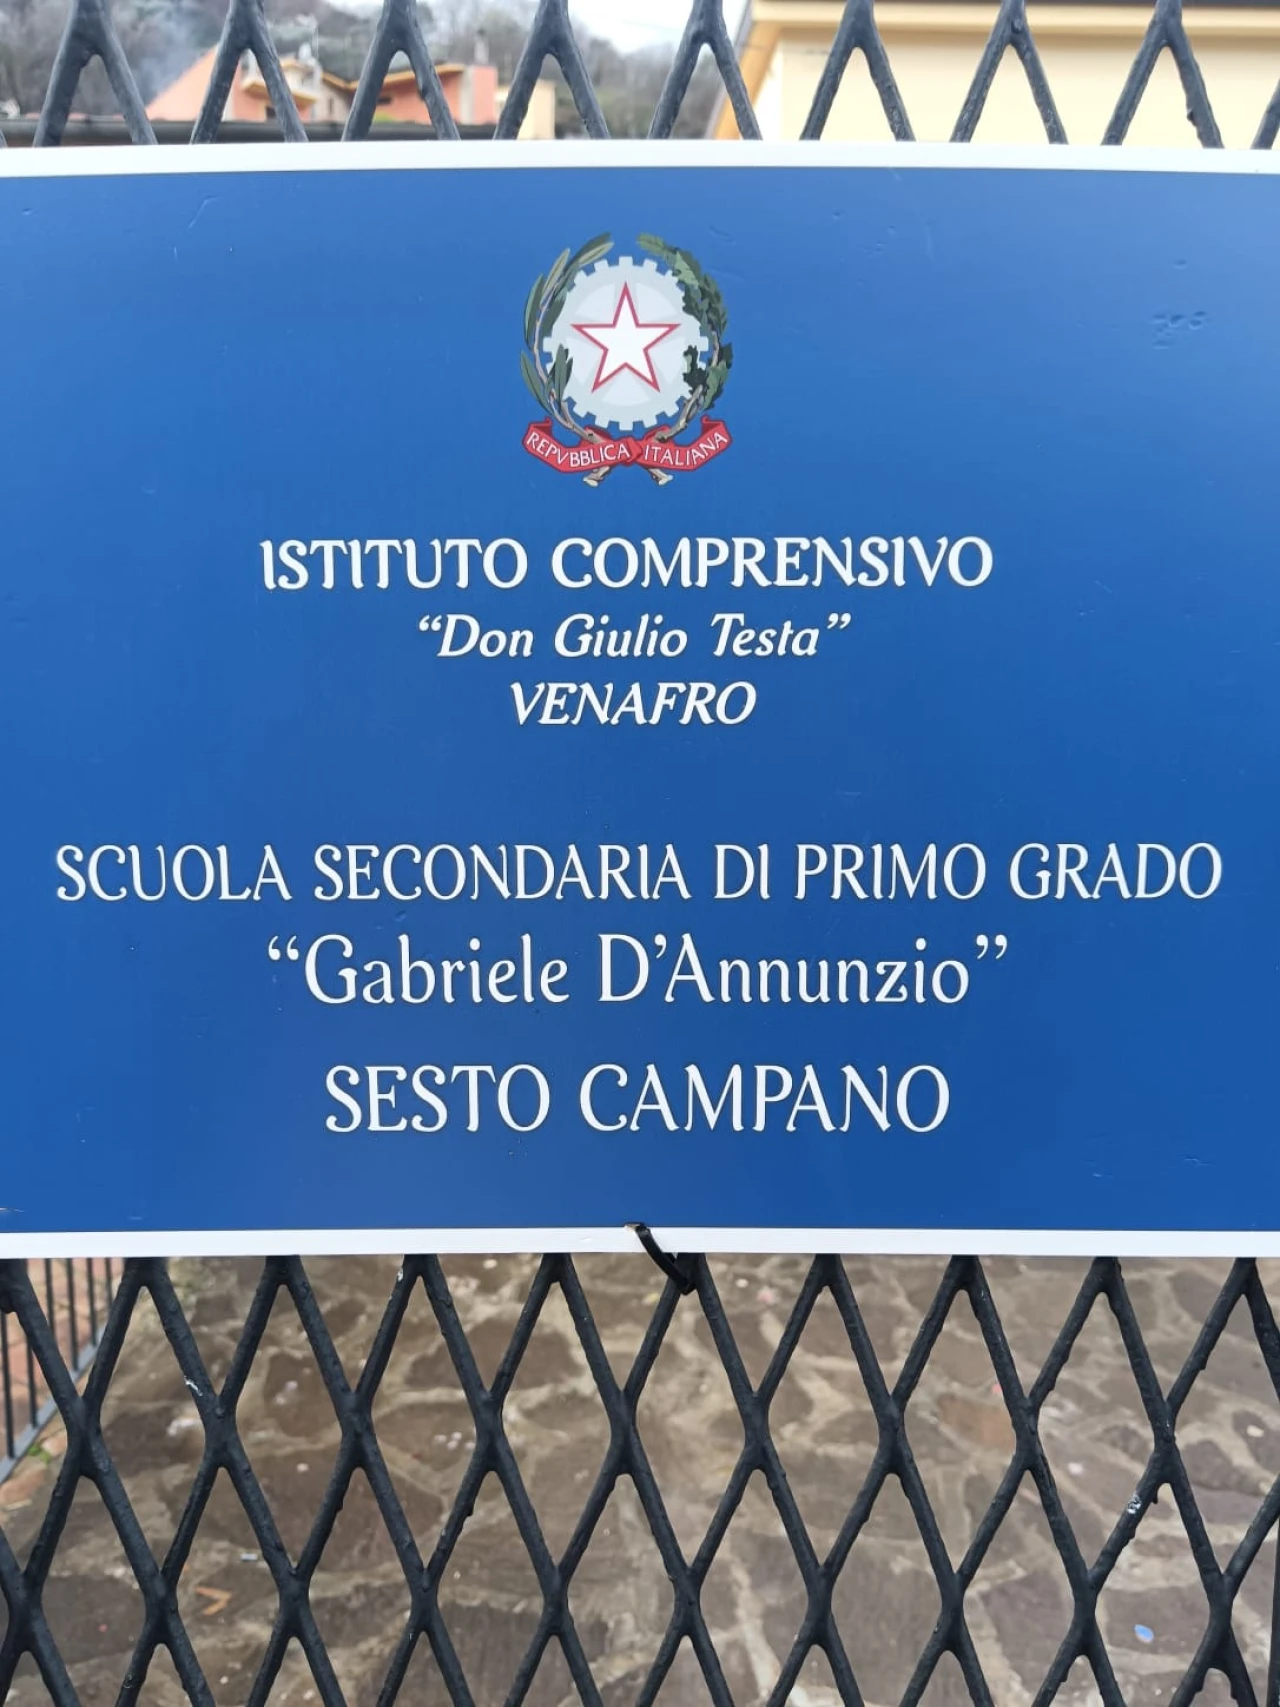 REPVBBLICA ITALIANA
ISTITUTO COMPRENSIVO
“Don Giulio Testa”
VENAFRO
SCUOLA SECONDARIA DI PRIMO GRADO
“Gabriele D’Annunzio”
SESTO CAMPANO